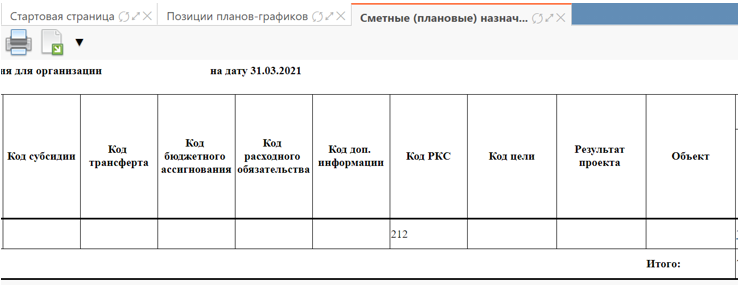 Стартовая страница Позиции планов-графиков Сметные (плановые) назнач...
ия для организации на дату 31.03.2021
Код субсидии
Код
трансферта
Код
бюджетного
ассигнования
Код
расходного
обязательства
Код доп.
информации
Код РКС
Код цели
Результат
проекта
Объект
212
Итого: